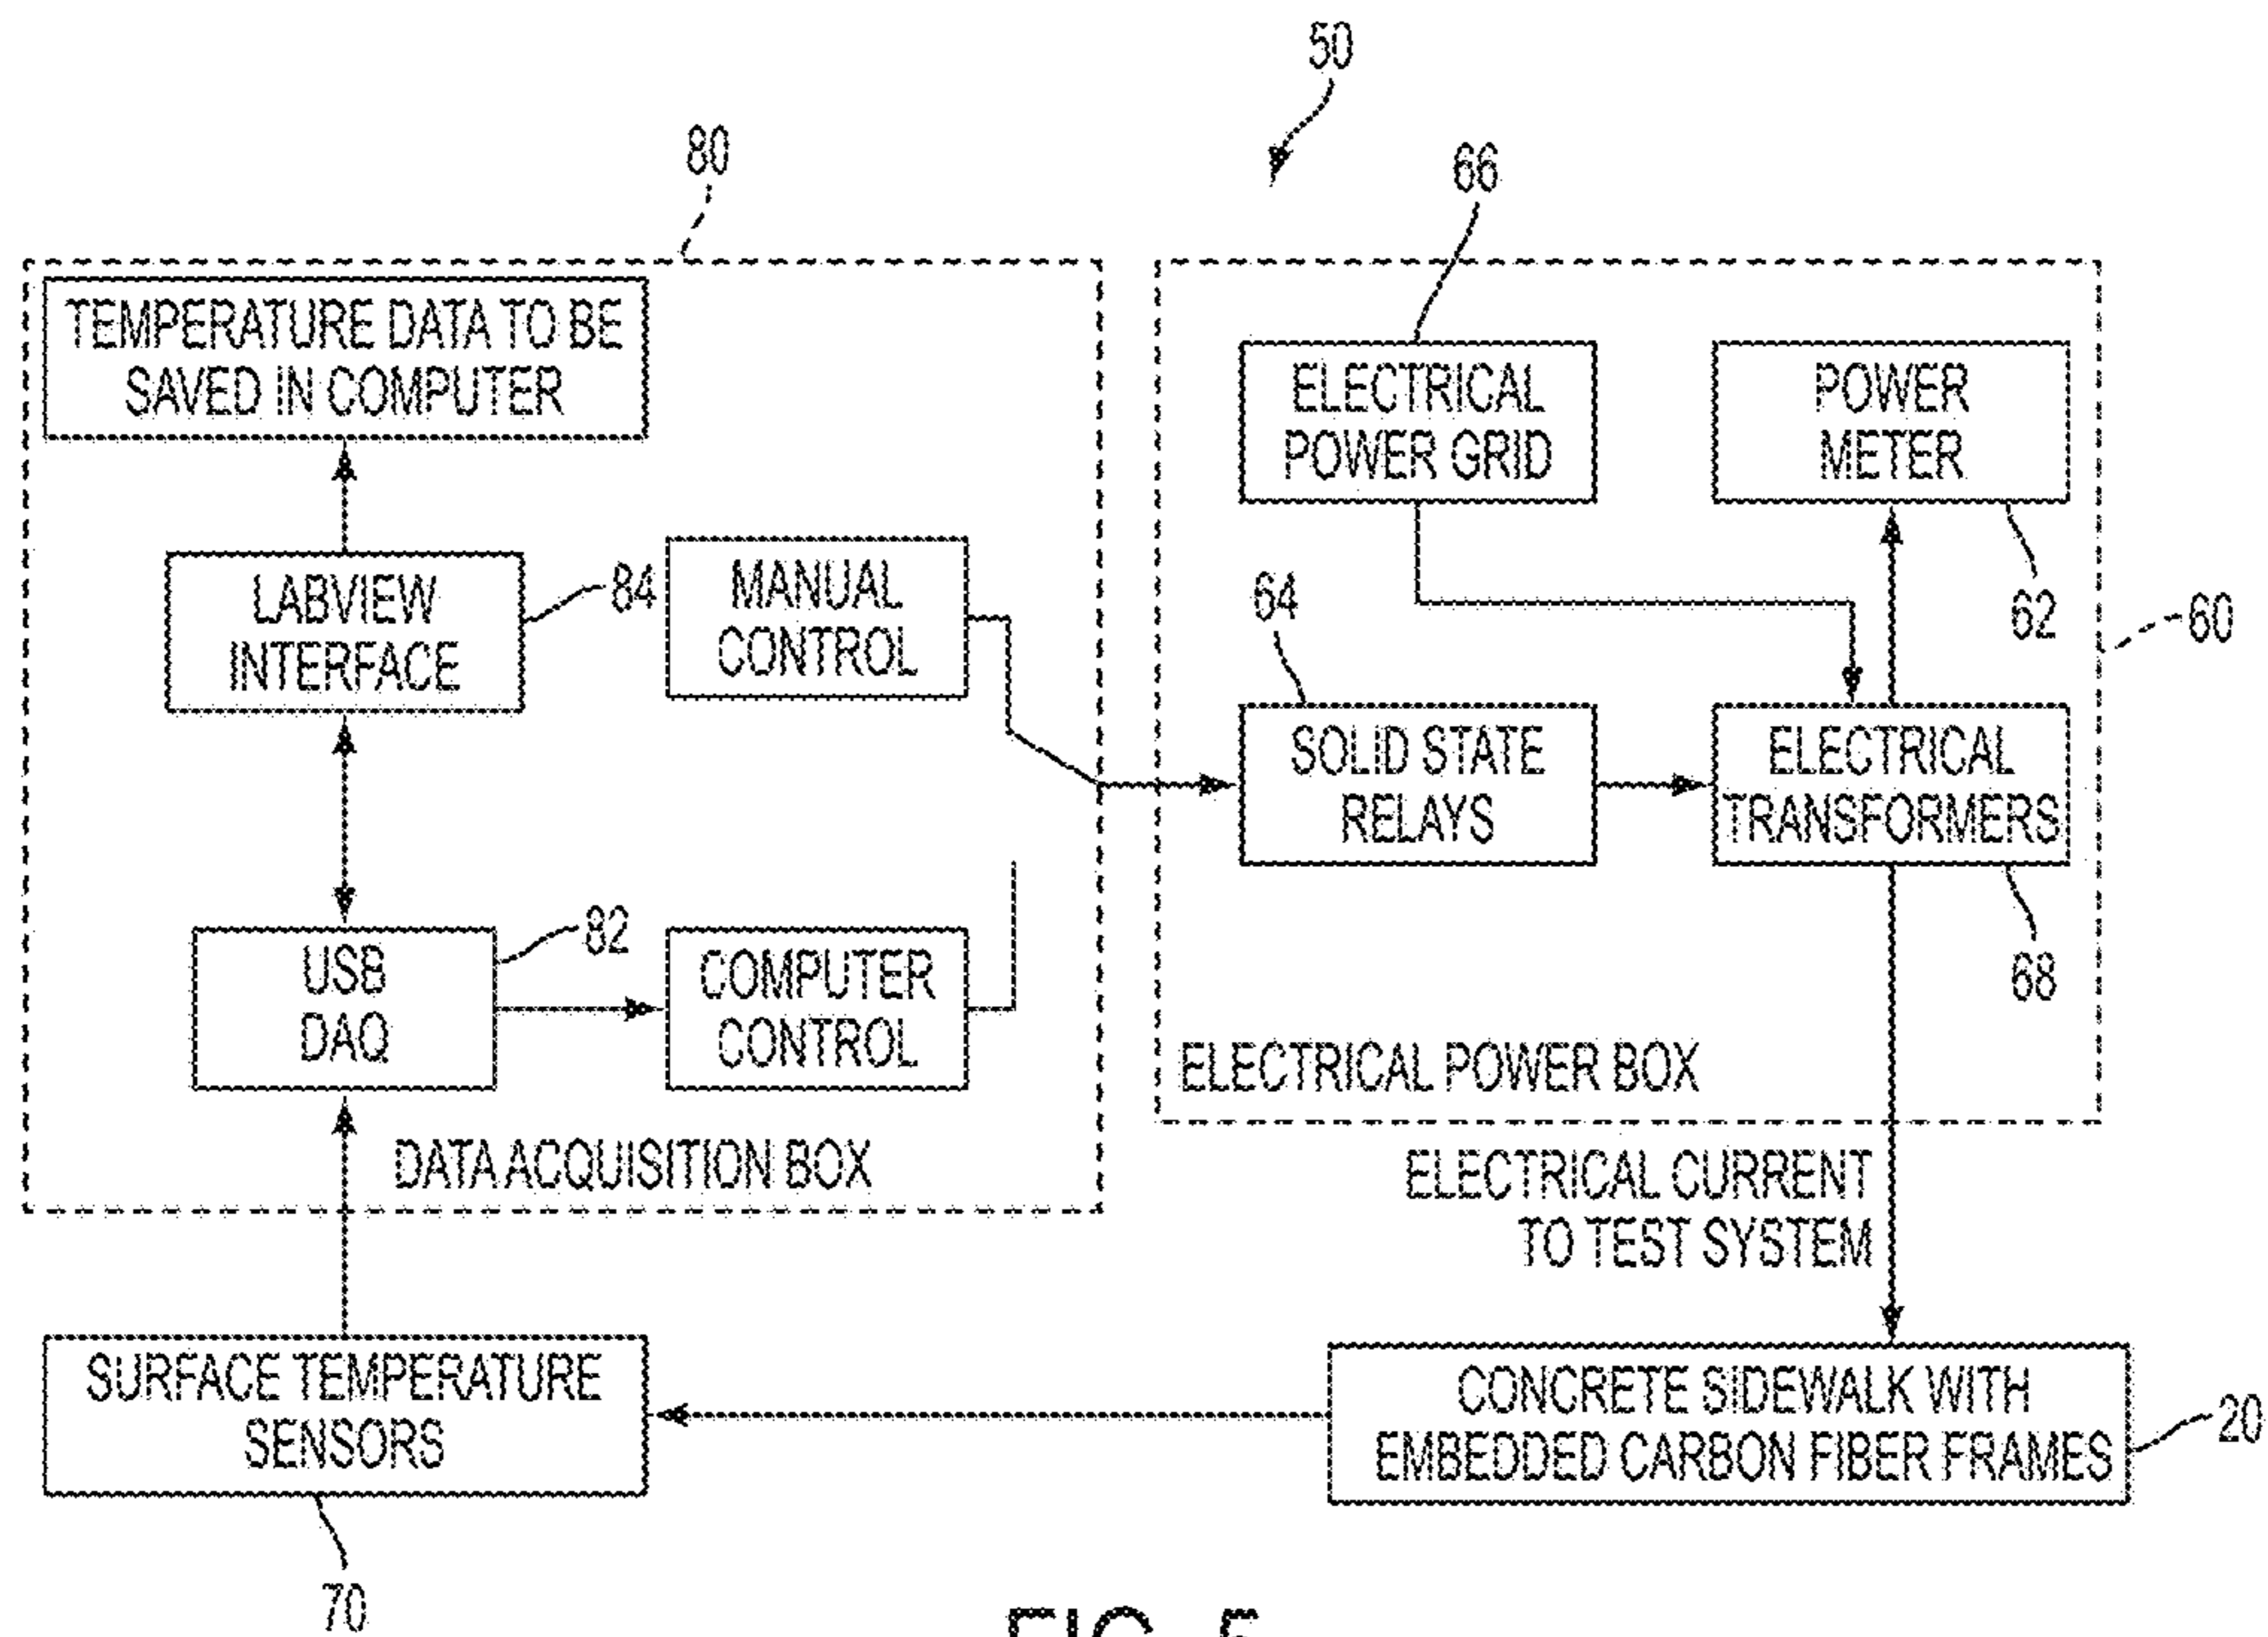 50
80
66
TEMPERATURE DATA TO BE
SAVED IN COMPUTER
ELECTRICAL
POWER GRID
POWER
METER
LABVIEW
INTERFACE
84
MANUAL
CONTROL
64
62
60
SOLID STATE
RELAYS
ELECTRICAL
TRANSFORMERS
USB
DAQ
82
COMPUTER
CONTROL
68
ELECTRICAL POWER BOX
DATA ACQUISITION BOX
ELECTRICAL CURRENT
TO TEST SYSTEM
SURFACE TEMPERATURE
SENSORS
CONCRETE SIDEWALK WITH
EMBEDDED CARBON FIBER FRAMES
20
70
FIG. 5